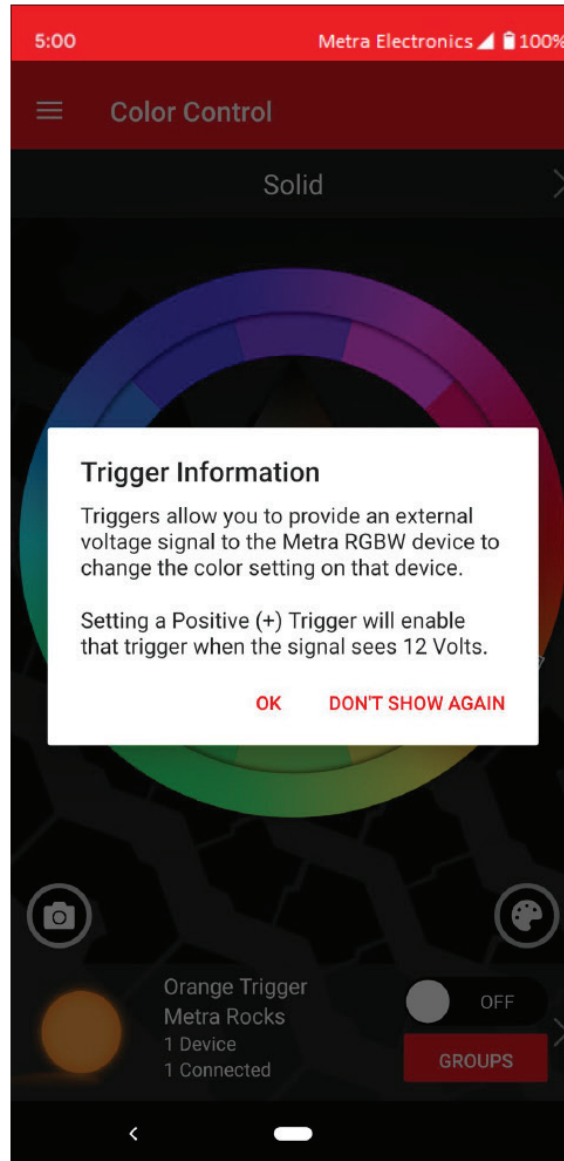 5:00 Metra Electronics 100%
Color Control
Solid
Trigger Information
Triggers allow you to provide an external
voltage signal to the Metra RGBW device to
change the color setting on that device.
Setting a Positive (+) Trigger will enable
that trigger when the signal sees 12 Volts.
OK DON'T SHOW AGAIN
Orange Trigger
Metra Rocks
1 Device
1 Connected
OFF
GROUPS